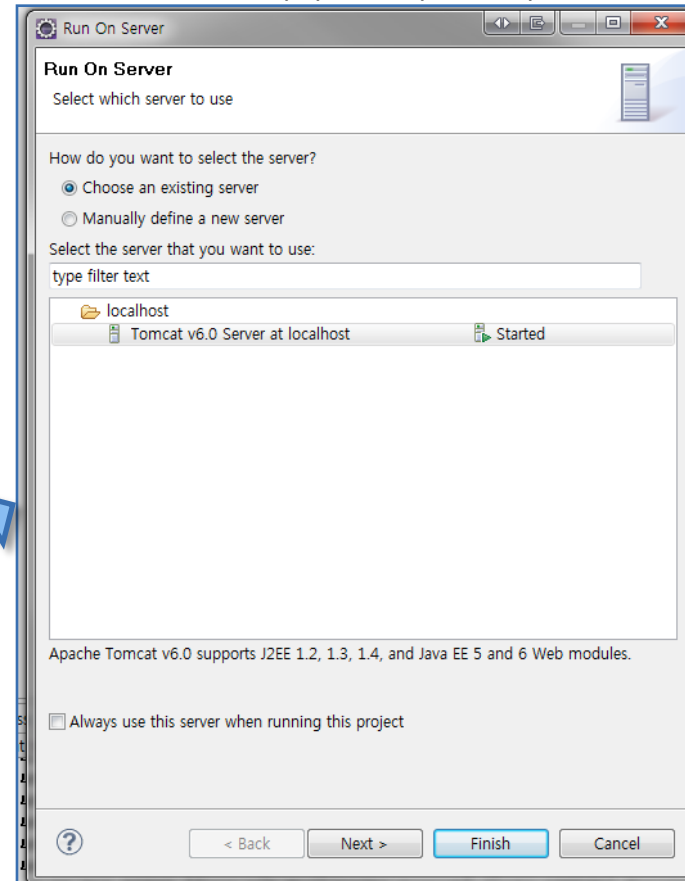 Run On Server
Run On Server
Select which server to use
How do you want to select the server?
Choose an existing server
Manually define a new server
Select the server that you want to use:
type filter text
localhost
Tomcat v6.0 Server at localhost Started
Apache Tomcat v6.0 supports J2EE 1.2, 1.3, 1.4, and Java EE 5 and 6 Web modules.
Always use this server when running this project
? < Back Next > Finish Cancel